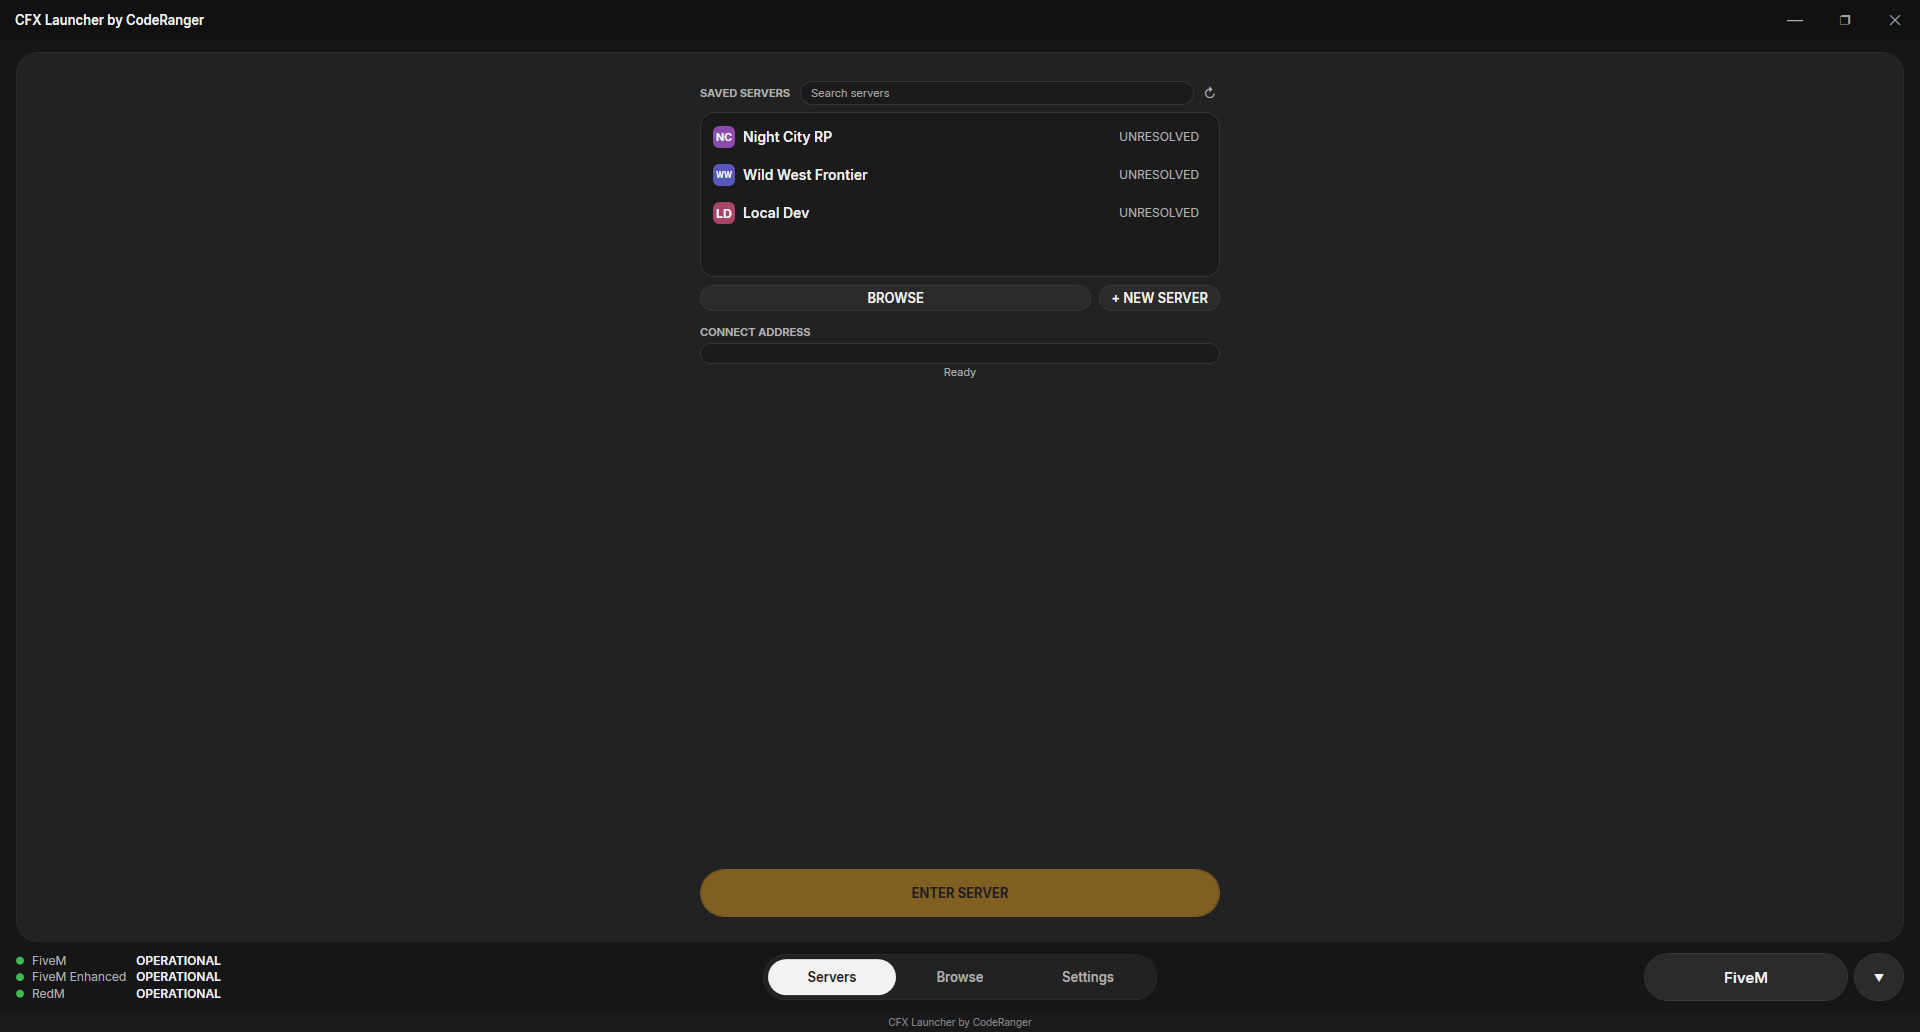 CFX Launcher by CodeRanger
SAVED SERVERS Search servers
NC Night City RP UNRESOLVED
WW Wild West Frontier UNRESOLVED
LD Local Dev UNRESOLVED
BROWSE + NEW SERVER
CONNECT ADDRESS
Ready
ENTER SERVER
FiveM OPERATIONAL
FiveM Enhanced OPERATIONAL
RedM OPERATIONAL
Servers Browse Settings
FiveM
CFX Launcher by CodeRanger